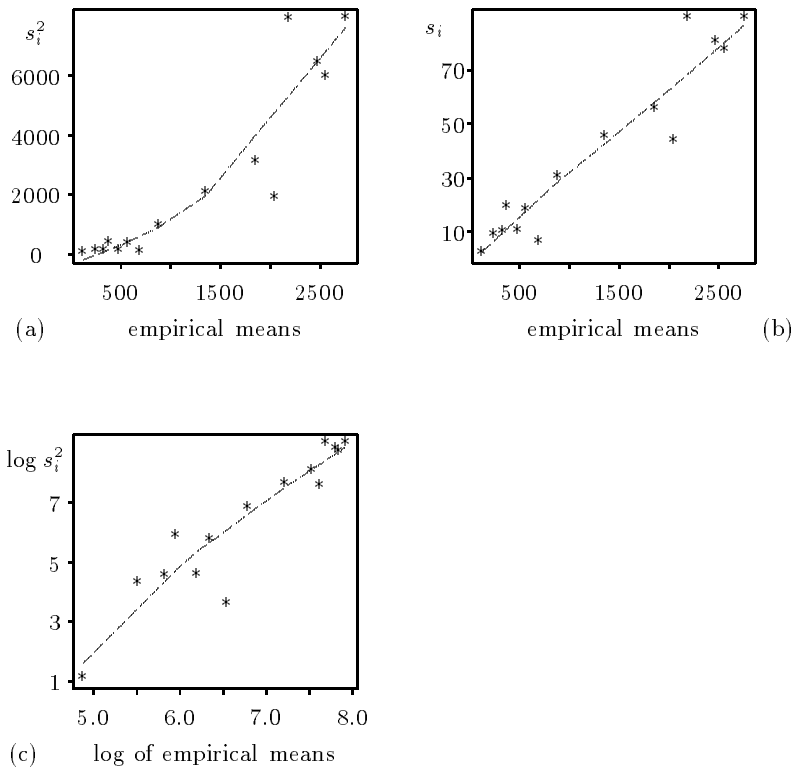 s_i^2
6000
4000
2000
0
500 1500 2500
(a) empirical means
s_i
70
50
30
10
500 1500 2500
empirical means (b)
log s_i^2
7
5
3
1
5.0 6.0 7.0 8.0
(c) log of empirical means